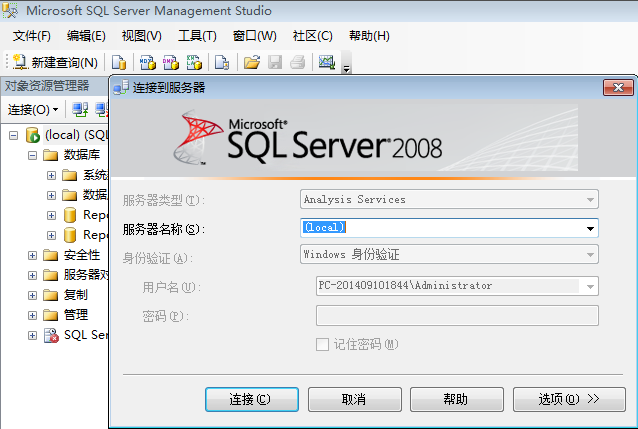 Microsoft SQL Server Management Studio
文件(F) 编辑(E) 视图(V) 工具(T) 窗口(W) 社区(C) 帮助(H)
新建查询(N)
对象资源管理器
连接(O)
(local) (SQL
数据库
系统
数据
Repo
Repo
安全性
服务器对
复制
管理
SQL Ser
连接到服务器
Microsoft®
SQL Server® 2008
服务器类型(T): Analysis Services
服务器名称(S): (local)
身份验证(A): Windows 身份验证
用户名(U): PC-201409101844\Administrator
密码(P):
记住密码(M)
连接(C) 取消 帮助 选项(O) >>